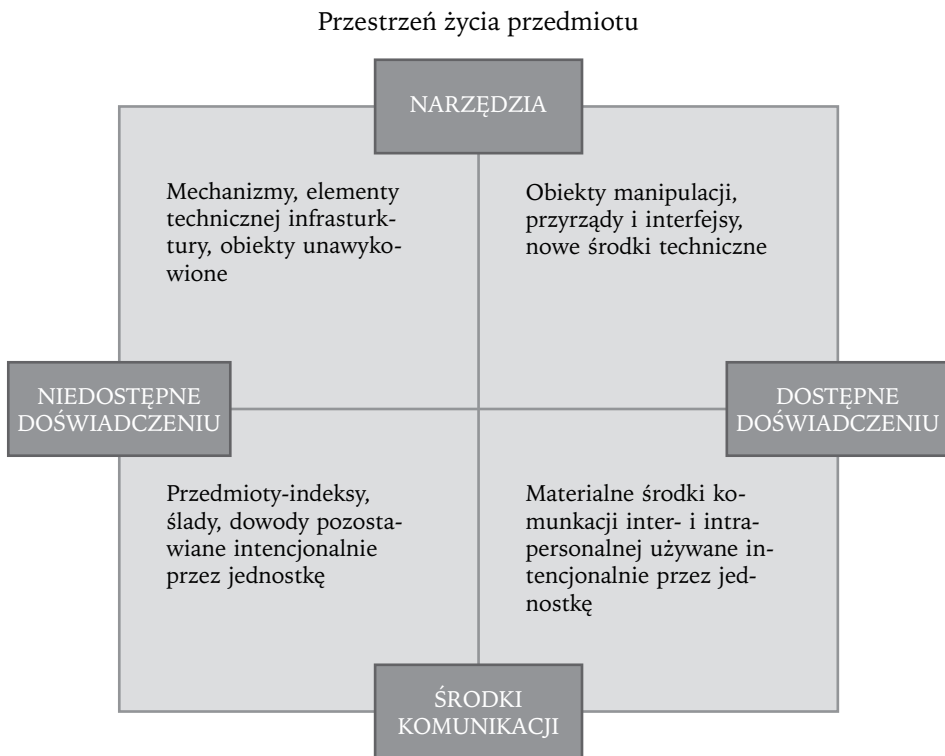 Przestrzeń życia przedmiotu
NARZĘDZIA
Mechanizmy, elementy
technicznej infrasturk-
tury, obiekty unawyko-
wione
Obiekty manipulacji,
przyrządy i interfejsy,
nowe środki techniczne
NIEDOSTĘPNE
DOŚWIADCZENIU
DOSTĘPNE
DOŚWIADCZENIU
Przedmioty-indeksy,
ślady, dowody pozosta-
wiane intencjonalnie
przez jednostkę
Materialne środki ko-
munkacji inter- i intra-
personalnej używane in-
tencjonalnie przez jed-
nostkę
ŚRODKI
KOMUNIKACJI